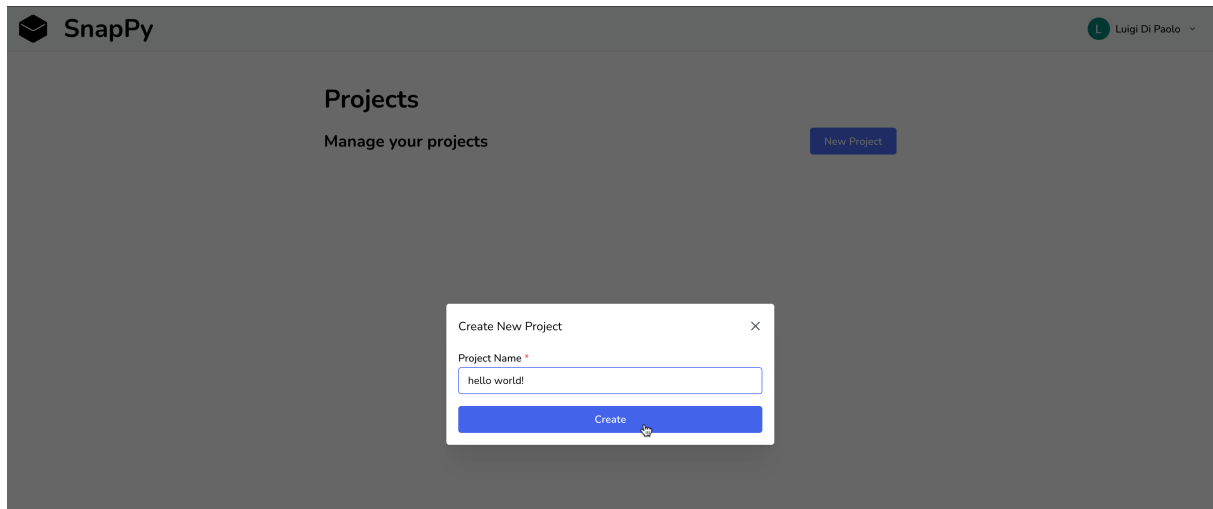 SnapPy
L Luigi Di Paolo
Projects
Manage your projects New Project
Create New Project
Project Name *
hello world!
Create